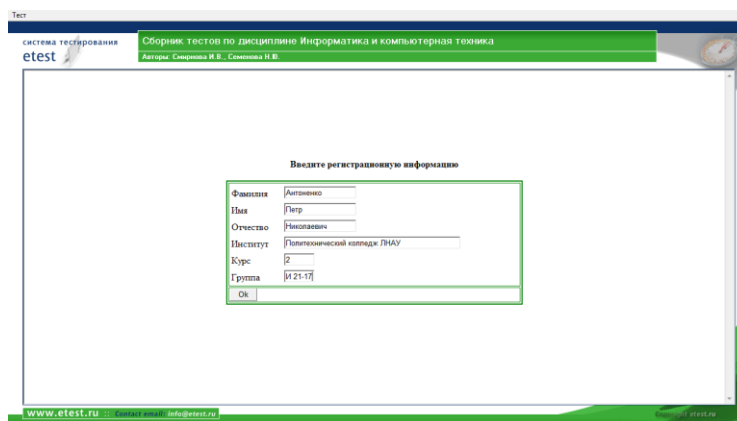 Тест
система тестирования
etest
Сборник тестов по дисциплине Информатика и компьютерная техника
Авторы: Смирнова И.В., Семенова Н.Ю.
Введите регистрационную информацию
Фамилия Антоненко
Имя Петр
Отчество Николаевич
Институт Политехнический колледж ЛНАУ
Курс 2
Группа И 21-17
Ok
www.etest.ru :: Contact email: info@etest.ru
Copyright etest.ru